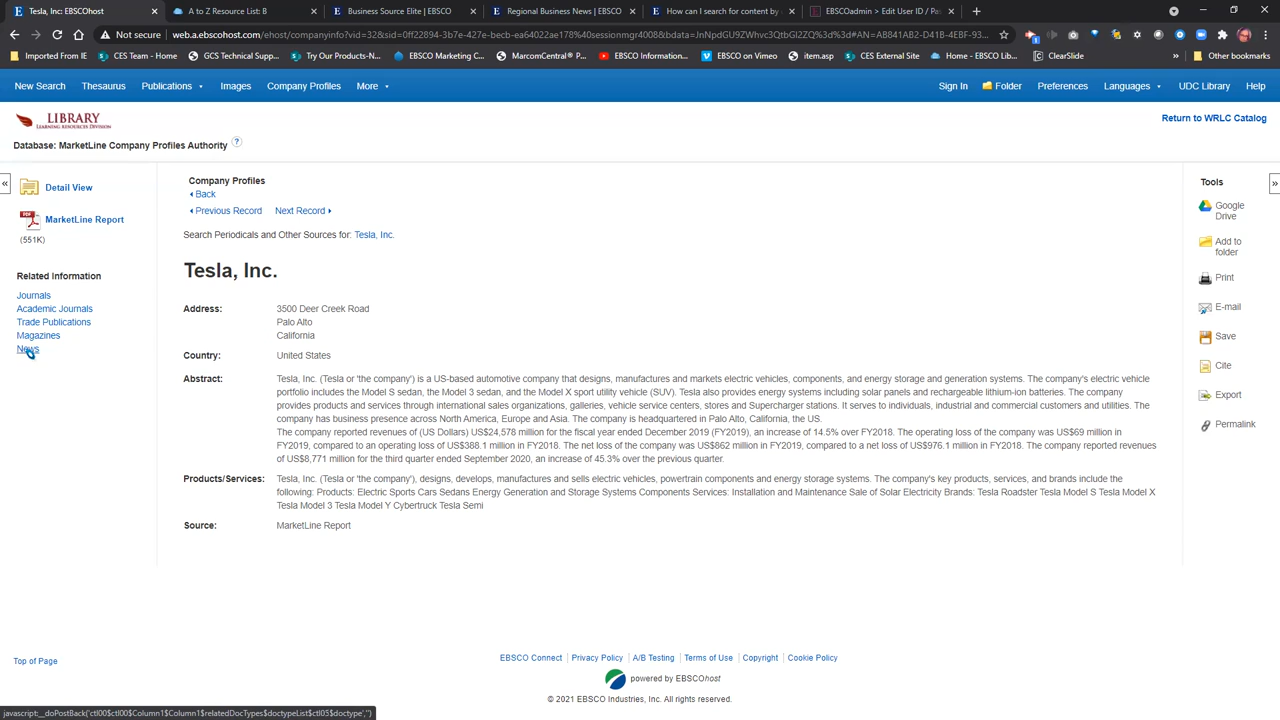 Tesla, Inc. | EBSCOhost
A to Z Resource List: B
Business Source Elite | EBSCO
Regional Business News | EBSCO
How can I search for content by
EBSCOadmin > Edit User ID / Pa
Not secure
web.a.ebscohost.com/ehost/companyinfo?vid=32&sid=0ff22894-3b7e-427e-becb-ea64022ae178%40sessionmgr4008&bdata=JnNpdGU9ZWhvc3QtbGl2ZQ%3d%3d#AN=A8841AB2-D41B-4EBF-93...
Imported From IE
CES Team - Home
GCS Technical Supp...
Try Our Products-N...
EBSCO Marketing C...
MarcomCentral® P...
EBSCO Information...
Vimeo on EBSCO
item.asp
CES External Site
Home - EBSCO Lib...
ClearSlide
Other bookmarks
New Search
Thesaurus
Publications
Images
Company Profiles
More
Sign In
Folder
Preferences
Languages
UDC Library
Help
LIBRARY
LEARNING RESOURCES DIVISION
Return to WRLC Catalog
Database: MarketLine Company Profiles Authority
Detail View
MarketLine Report
(551K)
Related Information
Journals
Academic Journals
Trade Publications
Magazines
News
Company Profiles
Back
Previous Record Next Record
Search Periodicals and Other Sources for: Tesla, Inc.
Tesla, Inc.
Address: 3500 Deer Creek Road
Palo Alto
California
Country: United States
Abstract: Tesla, Inc. (Tesla or 'the company') is a US-based automotive company that designs, manufactures and markets electric vehicles, components, and energy storage and generation systems. The company's electric vehicle
portfolio includes the Model S sedan, the Model 3 sedan, and the Model X sport utility vehicle (SUV). Tesla also provides energy systems including solar panels and rechargeable lithium-ion batteries. The company
provides products and services through international sales organizations, galleries, vehicle service centers, stores and Supercharger stations. It serves to individuals, industrial and commercial customers and utilities. The
company has business presence across North America, Europe and Asia. The company is headquartered in Palo Alto, California, the US.
The company reported revenues of (US Dollars) US$24,578 million for the fiscal year ended December 2019 (FY2019), an increase of 14.5% over FY2018. The operating loss of the company was US$69 million in
FY2019, compared to an operating loss of US$388.1 million in FY2018. The net loss of the company was US$862 million in FY2019, compared to a net loss of US$976.1 million in FY2018. The company reported revenues
of US$8,771 million for the third quarter ended September 2020, an increase of 45.3% over the previous quarter.
Products/Services: Tesla, Inc. (Tesla or 'the company'), designs, develops, manufactures and sells electric vehicles, powertrain components and energy storage systems. The company's key products, services, and brands include the
following: Products: Electric Sports Cars Sedans Energy Generation and Storage Systems Components Services: Installation and Maintenance Sale of Solar Electricity Brands: Tesla Roadster Tesla Model S Tesla Model X
Tesla Model 3 Tesla Model Y Cybertruck Tesla Semi
Source: MarketLine Report
Tools
Google
Drive
Add to
folder
Print
E-mail
Save
Cite
Export
Permalink
Top of Page
EBSCO Connect
Privacy Policy
A/B Testing
Terms of Use
Copyright
Cookie Policy
powered by EBSCOhost
© 2021 EBSCO Industries, Inc. All rights reserved.
javascript:__doPostBack('ctl00$ctl00$Column1$Column1$relatedDocTypes$doctypeList$ctl05$doctype','')